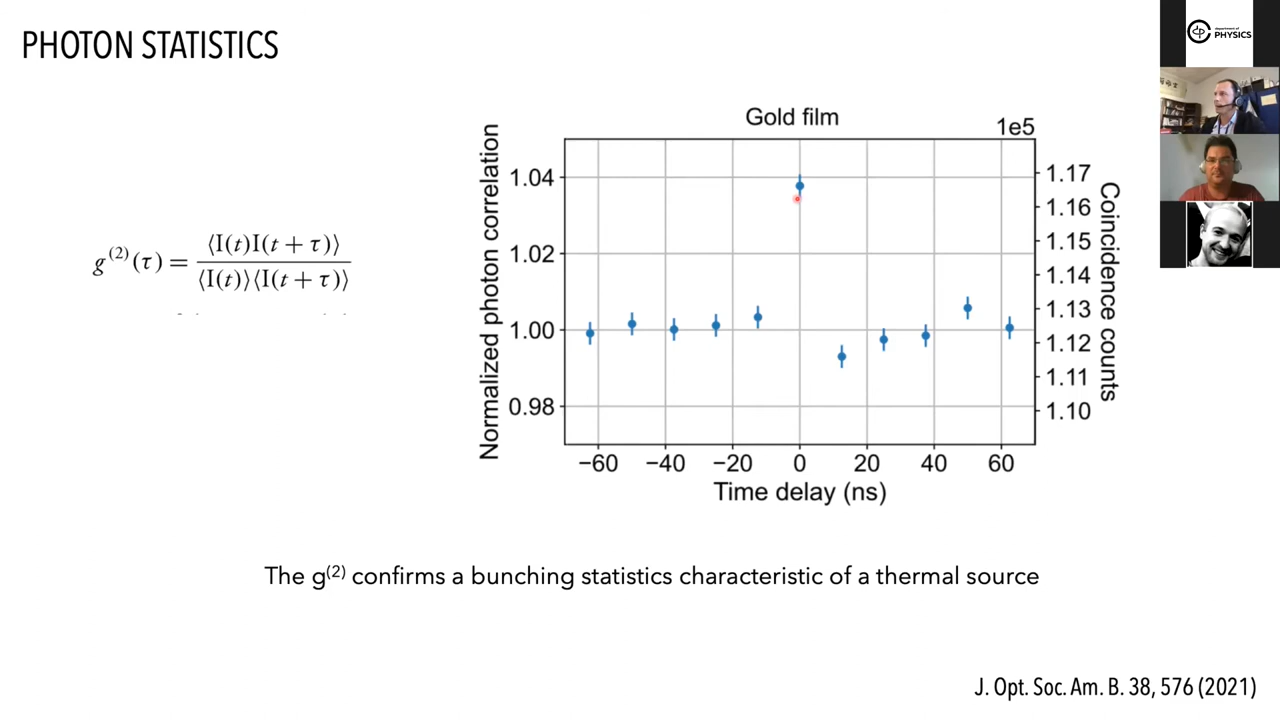 PHOTON STATISTICS
department of
PHYSICS
Gold film
1e5
Normalized photon correlation
1.04
1.02
1.00
0.98
1.17
1.16
1.15
1.14
1.13
1.12
1.11
1.10
Coincidence counts
−60 −40 −20 0 20 40 60
Time delay (ns)
g⁽²⁾(τ) = ⟨I(t)I(t + τ)⟩ / ⟨I(t)⟩⟨I(t + τ)⟩
The g⁽²⁾ confirms a bunching statistics characteristic of a thermal source
J. Opt. Soc. Am. B. 38, 576 (2021)